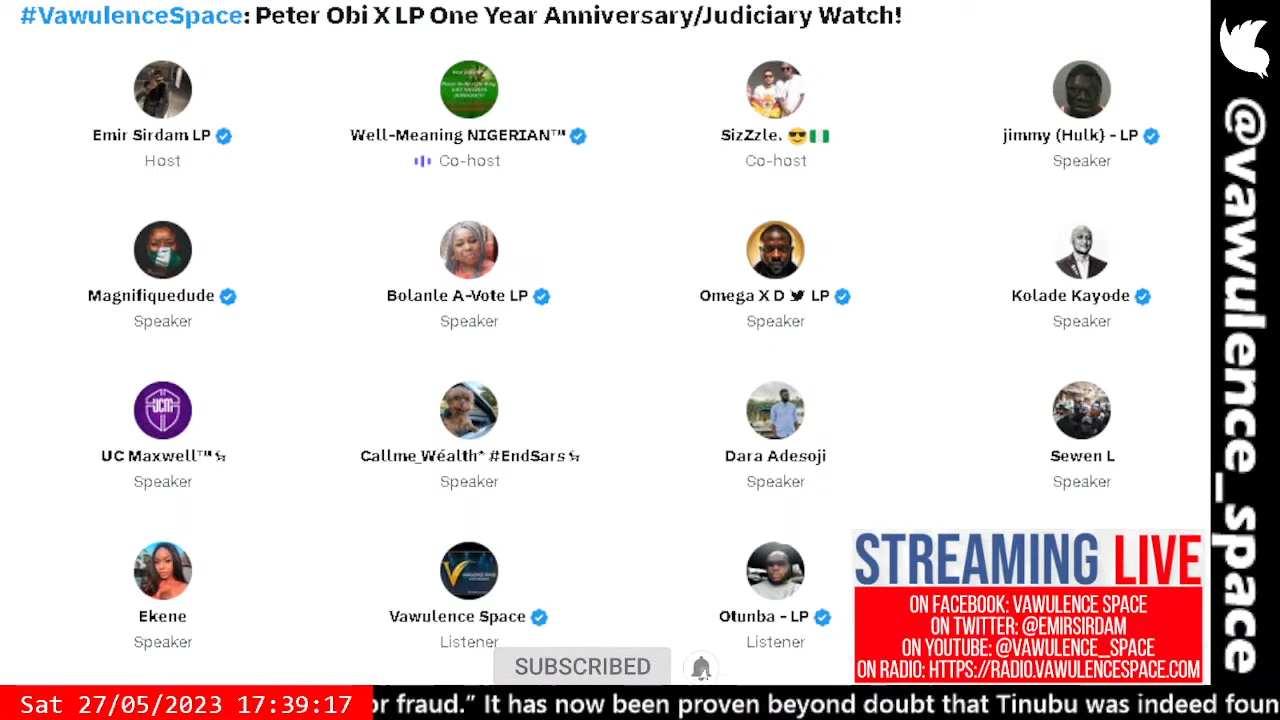 #VawulenceSpace: Peter Obi X LP One Year Anniversary/Judiciary Watch!
Emir Sirdam LP
Host
Well-Meaning NIGERIAN™
Co-host
SizZzle. 😎🇳🇬
Co-host
jimmy (Hulk) - LP
Speaker
Magnifiquedude
Speaker
Bolanle A-Vote LP
Speaker
Omega X D LP
Speaker
Kolade Kayode
Speaker
UCM
UC Maxwell™
Speaker
Callme_Wéalth* #EndSars
Speaker
Dara Adesoji
Speaker
Sewen L
Speaker
Ekene
Speaker
Vawulence Space
Listener
Otunba - LP
Listener
STREAMING LIVE
ON FACEBOOK: VAWULENCE SPACE
ON TWITTER: @EMIRSIRDAM
ON YOUTUBE: @VAWULENCE_SPACE
ON RADIO: HTTPS://RADIO.VAWULENCESPACE.COM
SUBSCRIBED
@vawulence_space
Sat 27/05/2023 17:39:17
or fraud.” It has now been proven beyond doubt that Tinubu was indeed foun